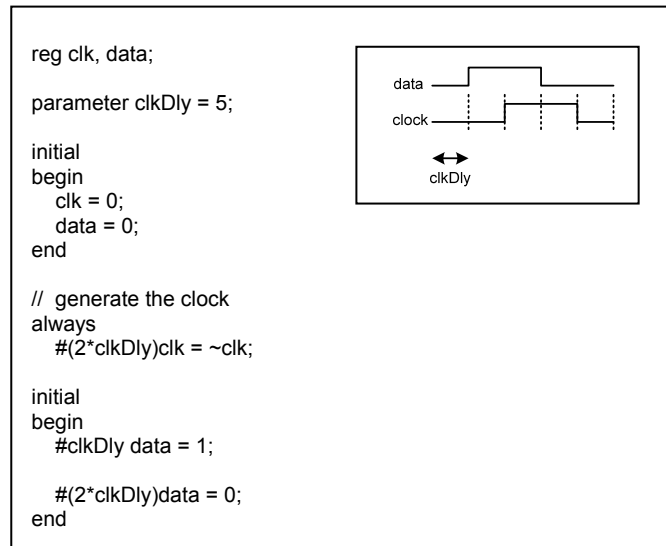 reg clk, data;
parameter clkDly = 5;
initial
begin
clk = 0;
data = 0;
end
// generate the clock
always
#(2*clkDly)clk = ~clk;
initial
begin
#clkDly data = 1;
#(2*clkDly)data = 0;
end
data
clock
clkDly